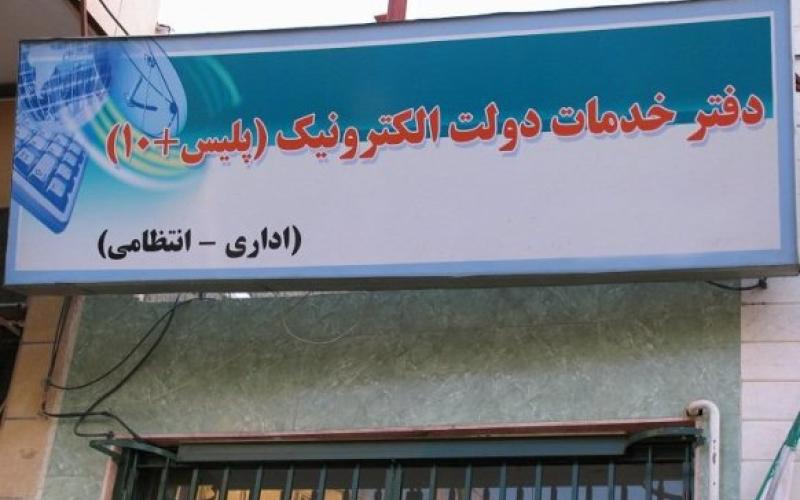 دفتر خدمات دولت الکترونیک (پلیس+۱۰)
(اداری - انتظامی)